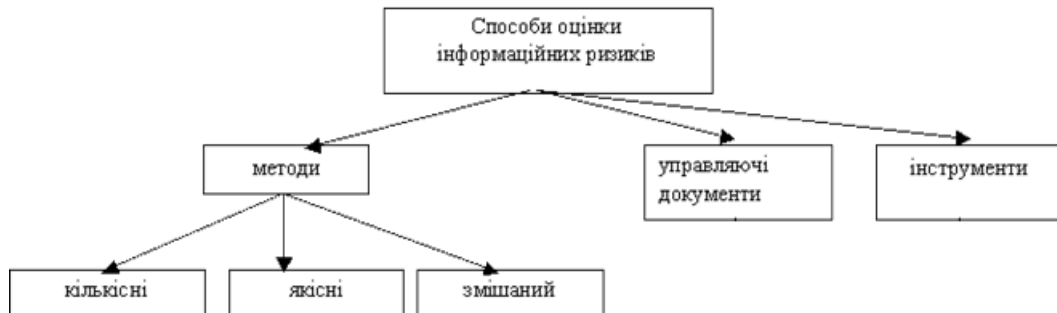 Способи оцінки
інформаційних ризиків
методи
управляючі
документи
інструменти
кількісні
якісні
змішаний